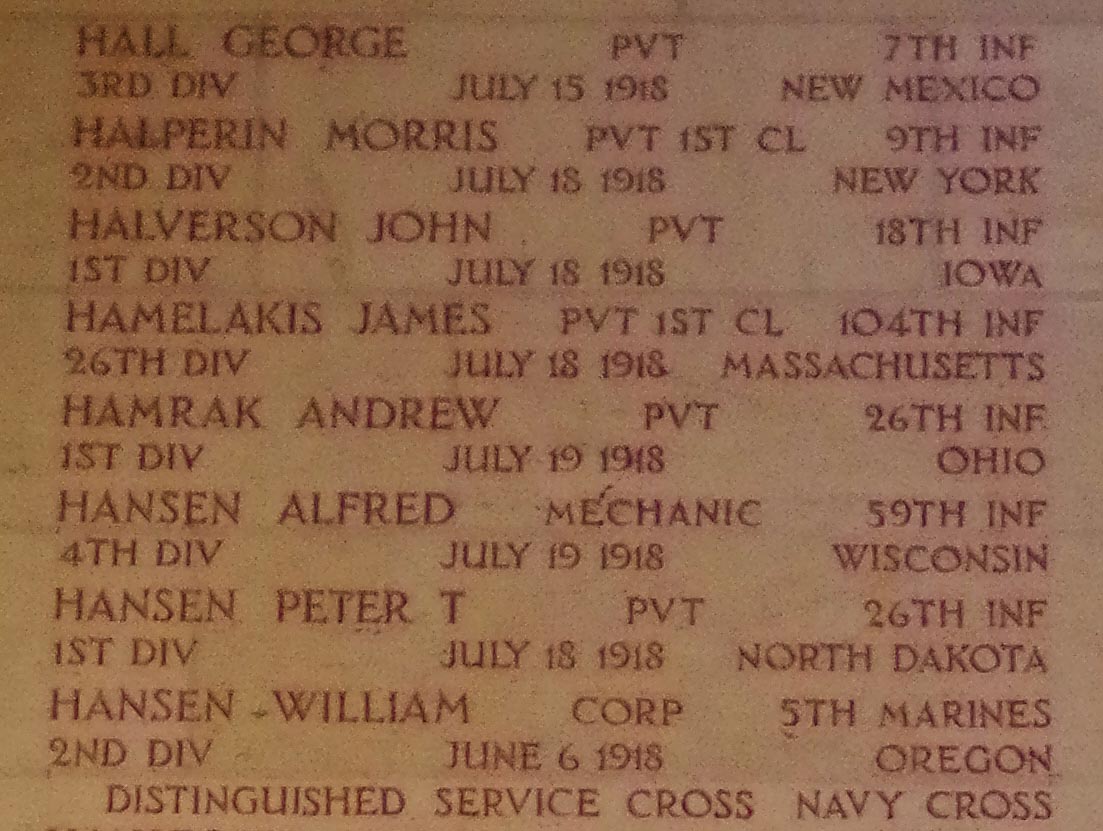 HALL GEORGE PVT 7TH INF
3RD DIV JULY 15 1918 NEW MEXICO
HALPERIN MORRIS PVT 1ST CL 9TH INF
2ND DIV JULY 18 1918 NEW YORK
HALVERSON JOHN PVT 18TH INF
1ST DIV JULY 18 1918 IOWA
HAMELAKIS JAMES PVT 1ST CL 104TH INF
26TH DIV JULY 18 1918 MASSACHUSETTS
HAMRAK ANDREW PVT 26TH INF
1ST DIV JULY 19 1918 OHIO
HANSEN ALFRED MECHANIC 59TH INF
4TH DIV JULY 19 1918 WISCONSIN
HANSEN PETER T PVT 26TH INF
1ST DIV JULY 18 1918 NORTH DAKOTA
HANSEN WILLIAM CORP 5TH MARINES
2ND DIV JUNE 6 1918 OREGON
DISTINGUISHED SERVICE CROSS NAVY CROSS